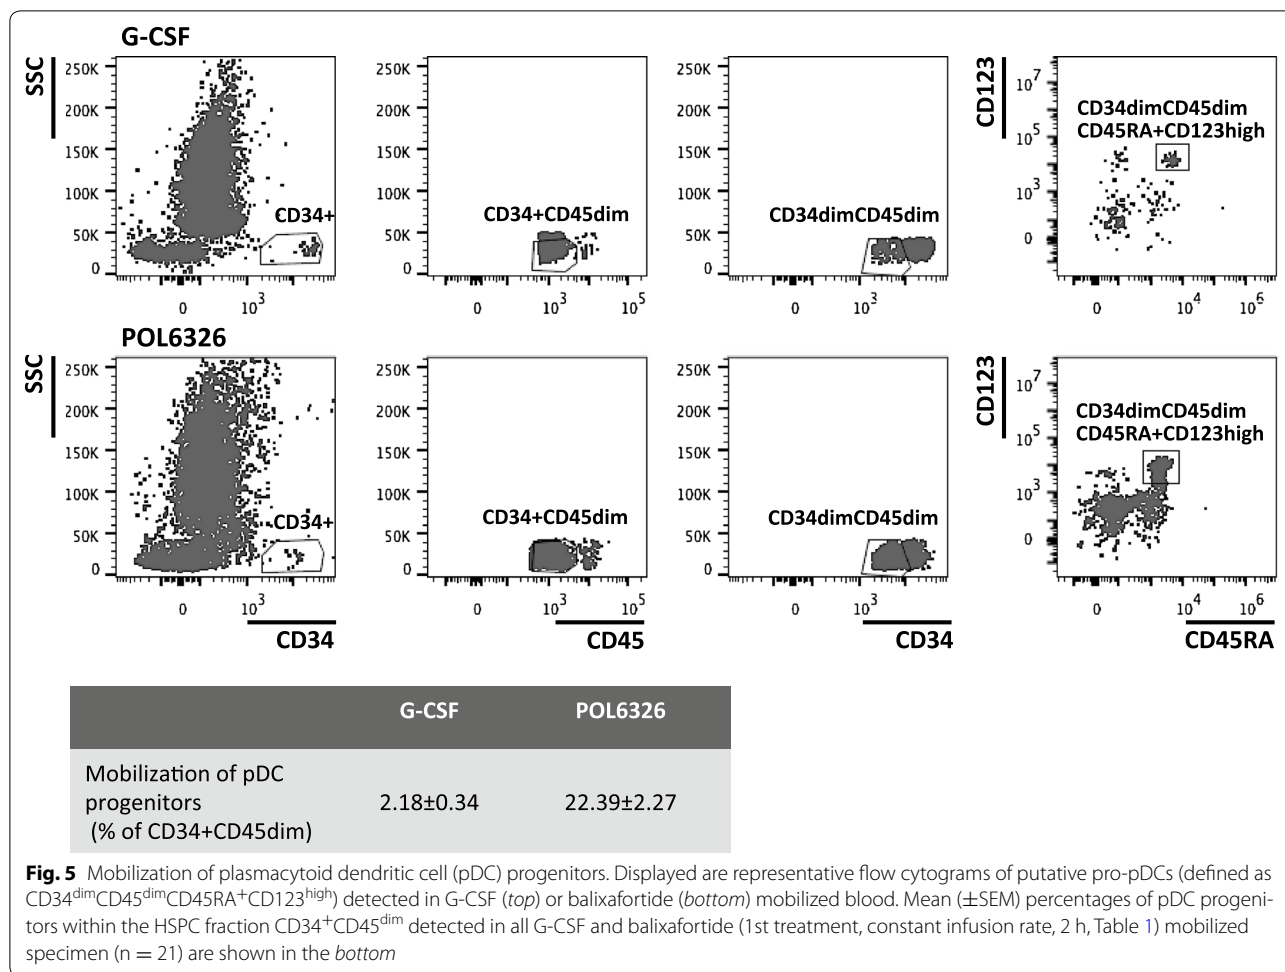 G-CSF
SSC
250K
200K
150K
100K
50K
0
CD34+
0 10^3
250K
200K
150K
100K
50K
0
CD34+CD45dim
0 10^3 10^5
250K
200K
150K
100K
50K
0
CD34dimCD45dim
0 10^3
CD123
10^7
10^5
10^3
0
CD34dimCD45dim
CD45RA+CD123high
0 10^4 10^6
POL6326
SSC
250K
200K
150K
100K
50K
0
CD34+
0 10^3
CD34
250K
200K
150K
100K
50K
0
CD34+CD45dim
0 10^3 10^5
CD45
250K
200K
150K
100K
50K
0
CD34dimCD45dim
0 10^3
CD34
CD123
10^7
10^5
10^3
0
CD34dimCD45dim
CD45RA+CD123high
0 10^4 10^6
CD45RA
G-CSF POL6326
Mobilization of pDC
progenitors
(% of CD34+CD45dim)
2.18±0.34 22.39±2.27
Fig. 5 Mobilization of plasmacytoid dendritic cell (pDC) progenitors. Displayed are representative flow cytograms of putative pro-pDCs (defined as
CD34^dimCD45^dimCD45RA^+CD123^high) detected in G-CSF (top) or balixafortide (bottom) mobilized blood. Mean (±SEM) percentages of pDC progeni-
tors within the HSPC fraction CD34^+CD45^dim detected in all G-CSF and balixafortide (1st treatment, constant infusion rate, 2 h, Table 1) mobilized
specimen (n = 21) are shown in the bottom